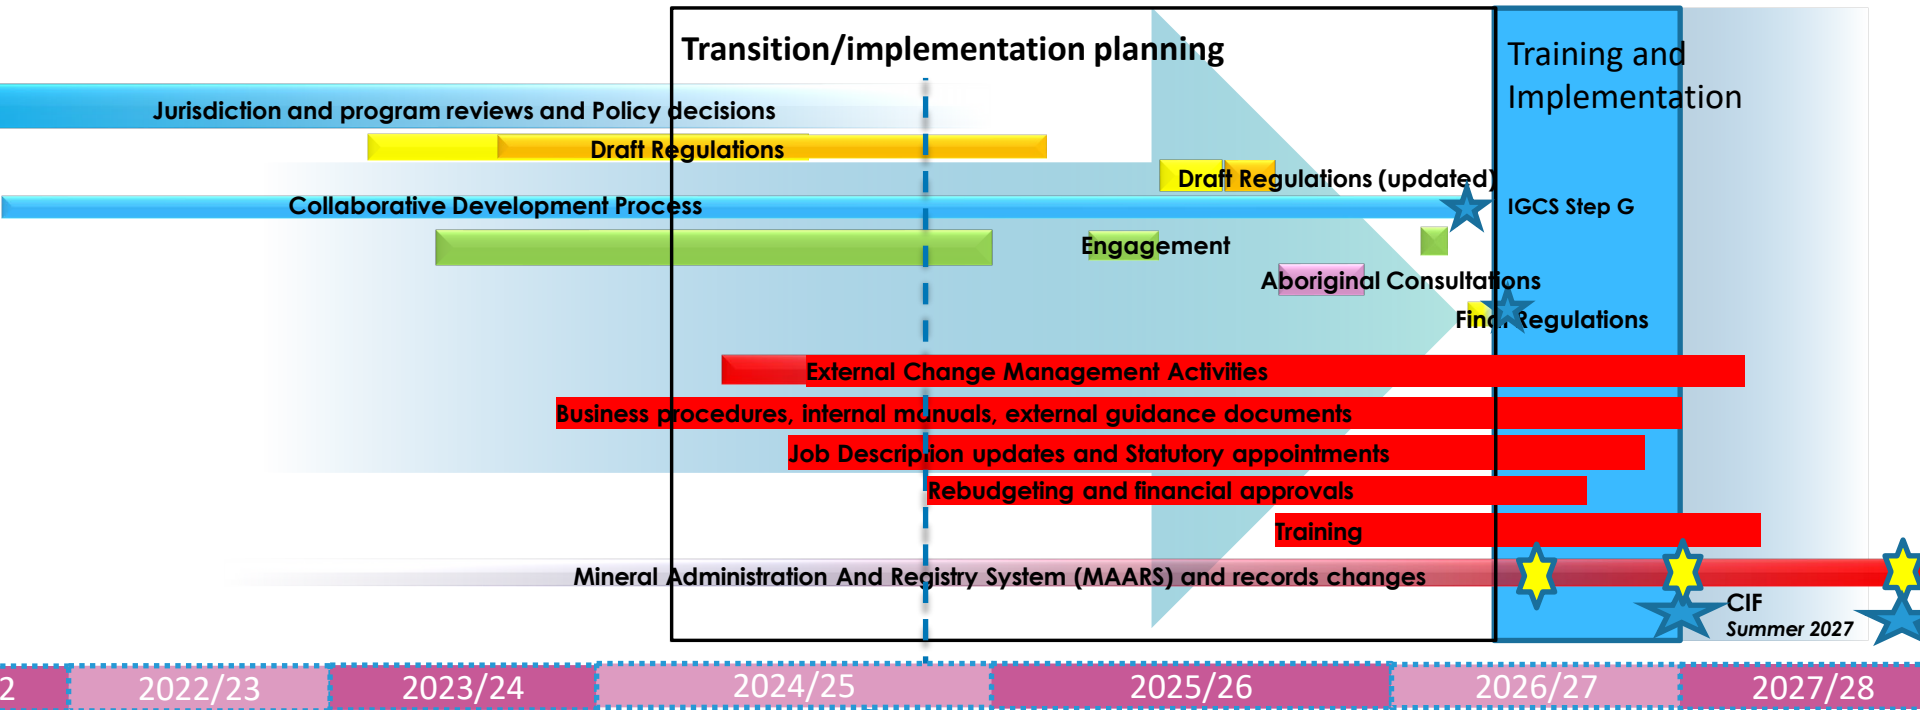 Transition/implementation planning
Training and
Implementation
Jurisdiction and program reviews and Policy decisions
Draft Regulations
Draft Regulations (updated)
Collaborative Development Process
IGCS Step G
Engagement
Aboriginal Consultations
Final Regulations
External Change Management Activities
Business procedures, internal manuals, external guidance documents
Job Description updates and Statutory appointments
Rebudgeting and financial approvals
Training
Mineral Administration And Registry System (MAARS) and records changes
CIF
Summer 2027
2 2022/23 2023/24 2024/25 2025/26 2026/27 2027/28